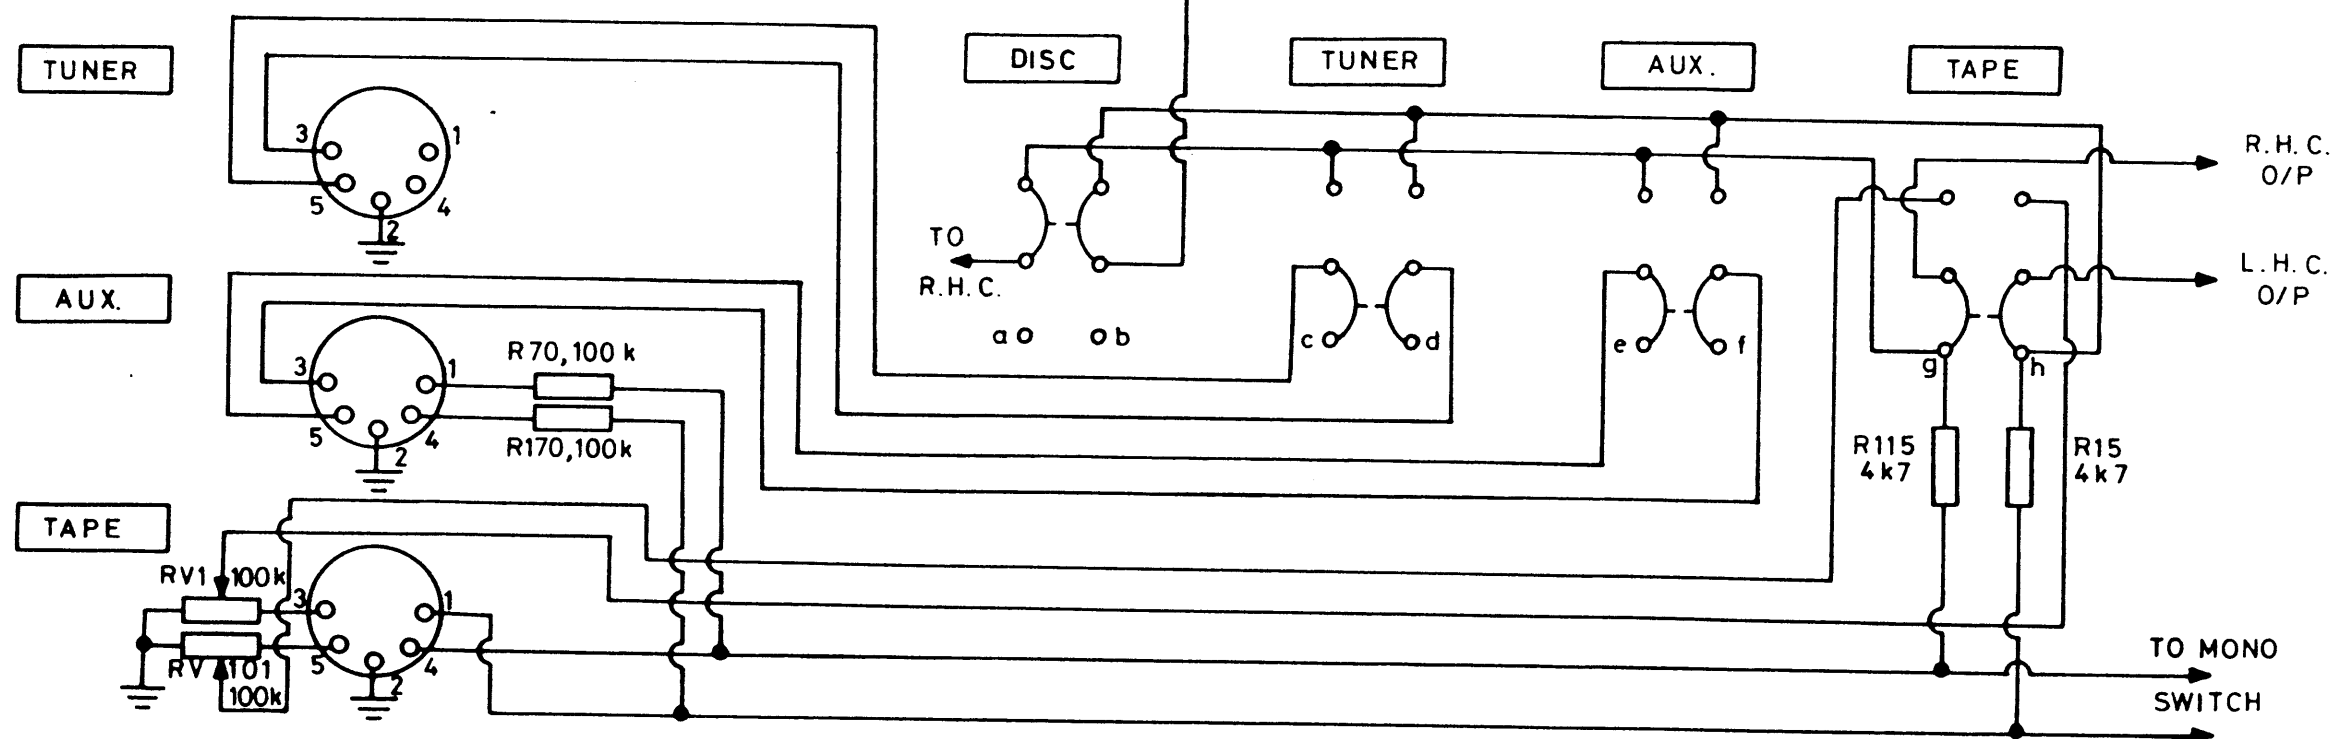 TUNER
3
1
5
4
2
AUX.
3
1
5
4
2
R70,100 k
R170,100k
TAPE
RV1
100k
3
1
5
4
2
RV 101
100k
DISC
TUNER
AUX.
TAPE
TO
R.H.C.
a
b
c
d
e
f
g
h
R115
4k7
R15
4k7
R.H.C.
O/P
L.H.C.
O/P
TO MONO
SWITCH